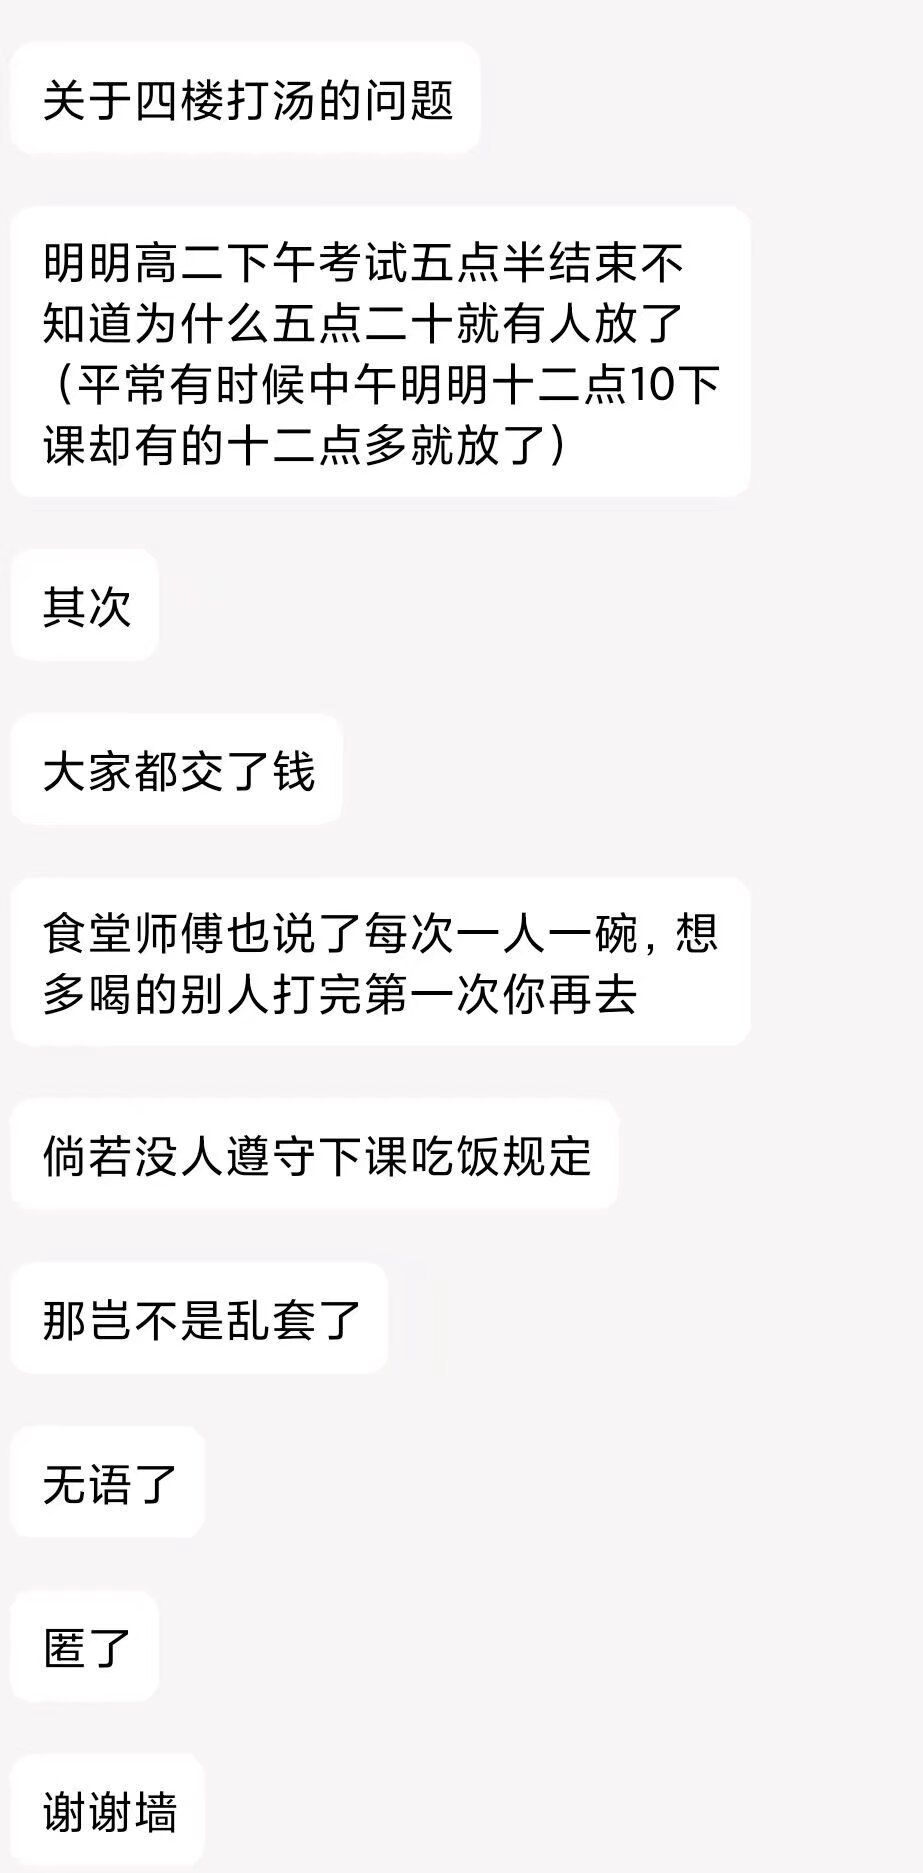 关于四楼打汤的问题
明明高二下午考试五点半结束不
知道为什么五点二十就有人放了
（平常有时候中午明明十二点10下
课却有的十二点多就放了）
其次
大家都交了钱
食堂师傅也说了每次一人一碗，想
多喝的别人打完第一次你再去
倘若没人遵守下课吃饭规定
那岂不是乱套了
无语了
匿了
谢谢墙